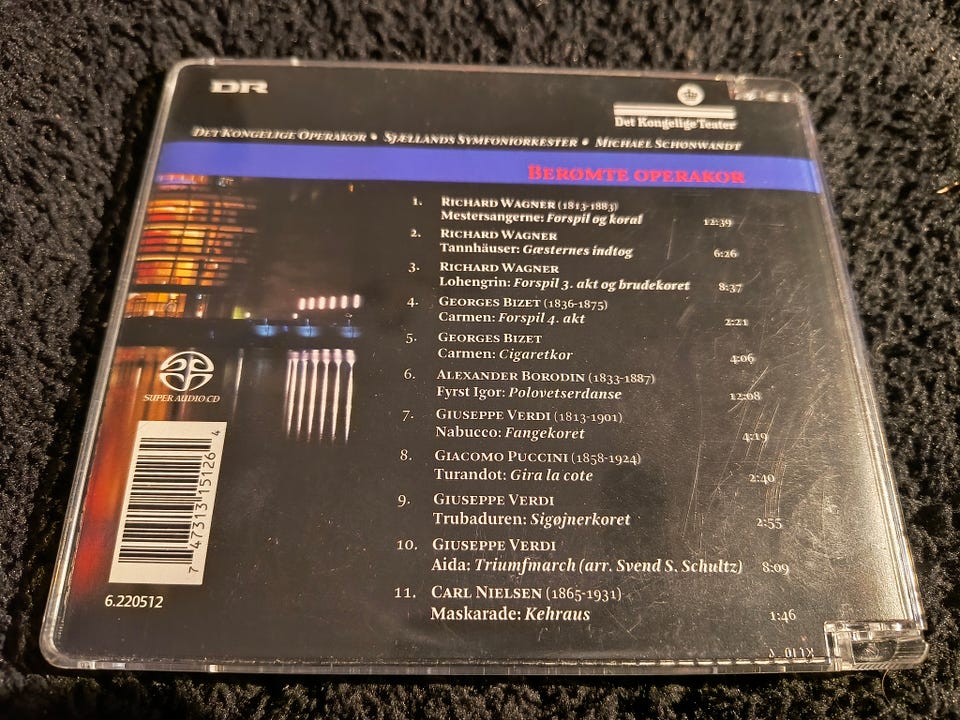 DR
Det Kongelige Teater
Det Kongelige Operakor • Sjællands Symfoniorkester • Michael Schønwandt
Berømte operakor
1. Richard Wagner (1813-1883)
Mestersangerne: Forspil og koral 12:39
2. Richard Wagner
Tannhäuser: Gæsternes indtog 6:26
3. Richard Wagner
Lohengrin: Forspil 3. akt og brudekoret 8:37
4. Georges Bizet (1836-1875)
Carmen: Forspil 4. akt 2:21
5. Georges Bizet
Carmen: Cigaretkor 4:06
6. Alexander Borodin (1833-1887)
Fyrst Igor: Polovetserdanse 12:08
7. Giuseppe Verdi (1813-1901)
Nabucco: Fangekoret 4:19
8. Giacomo Puccini (1858-1924)
Turandot: Gira la cote 2:40
9. Giuseppe Verdi
Trubaduren: Sigøjnerkoret 2:55
10. Giuseppe Verdi
Aida: Triumfmarch (arr. Svend S. Schultz) 8:09
11. Carl Nielsen (1865-1931)
Maskarade: Kehraus 1:46
SUPER AUDIO CD
7 47313 15126 4
6.220512